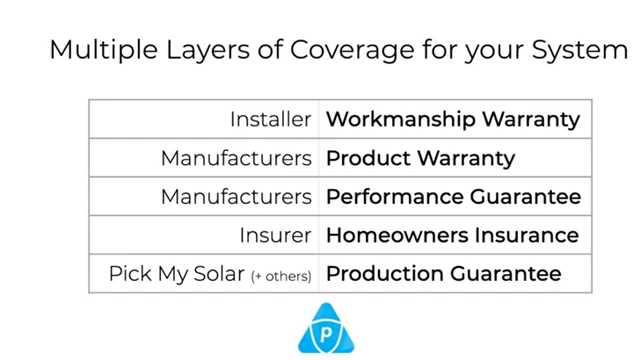 Multiple Layers of Coverage for your System
Installer Workmanship Warranty
Manufacturers Product Warranty
Manufacturers Performance Guarantee
Insurer Homeowners Insurance
Pick My Solar (+ others) Production Guarantee
p